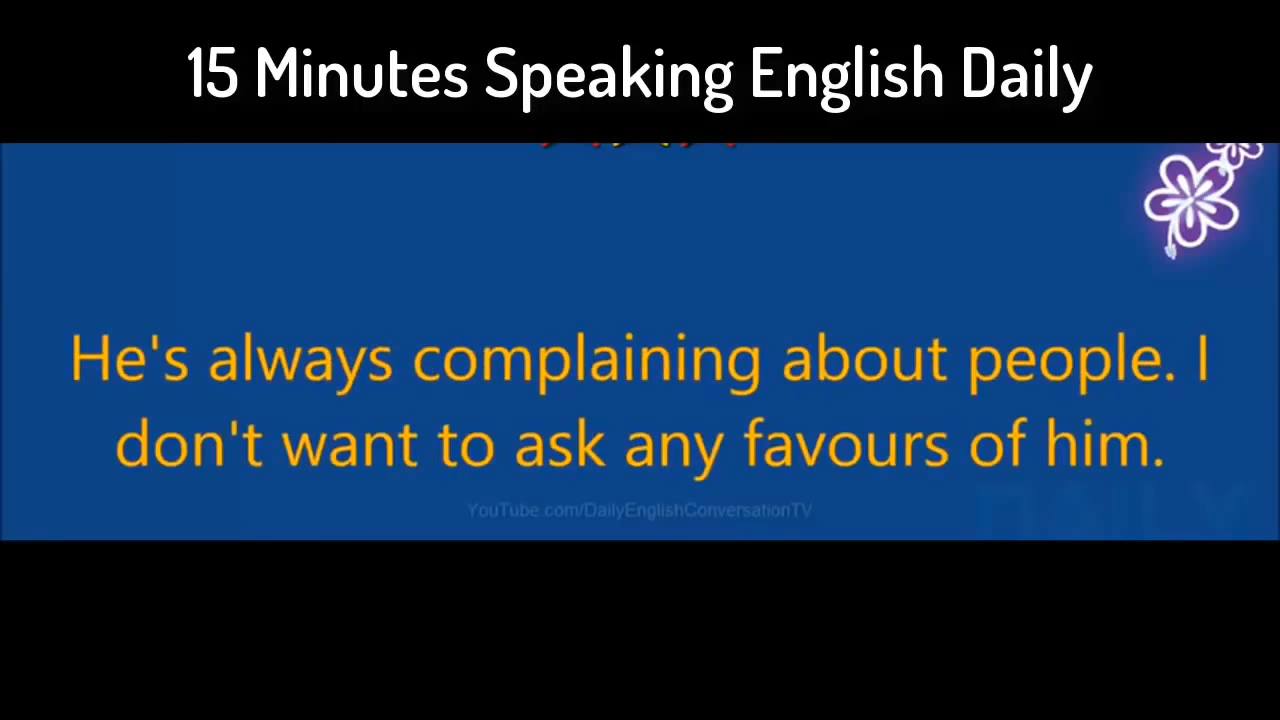 15 Minutes Speaking English Daily
He's always complaining about people. I
don't want to ask any favours of him.
YouTube.com/DailyEnglishConversationTV
DAILY